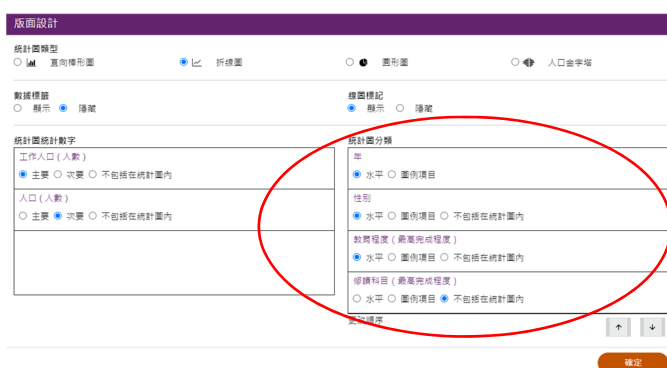 版面設計
統計圖類型
直向棒形圖 折線圖 圓形圖 人口金字塔
數據標籤 線圖標記
顯示 隱藏 顯示 隱藏
統計圖統計數字 統計圖分類
工作人口 ( 人數 )
主要 次要 不包括在統計圖內
人口 ( 人數 )
主要 次要 不包括在統計圖內
年
水平 圖例項目
性別
水平 圖例項目 不包括在統計圖內
教育程度 ( 最高完成程度 )
水平 圖例項目 不包括在統計圖內
修讀科目 ( 最高完成程度 )
水平 圖例項目 不包括在統計圖內
更改順序
確定